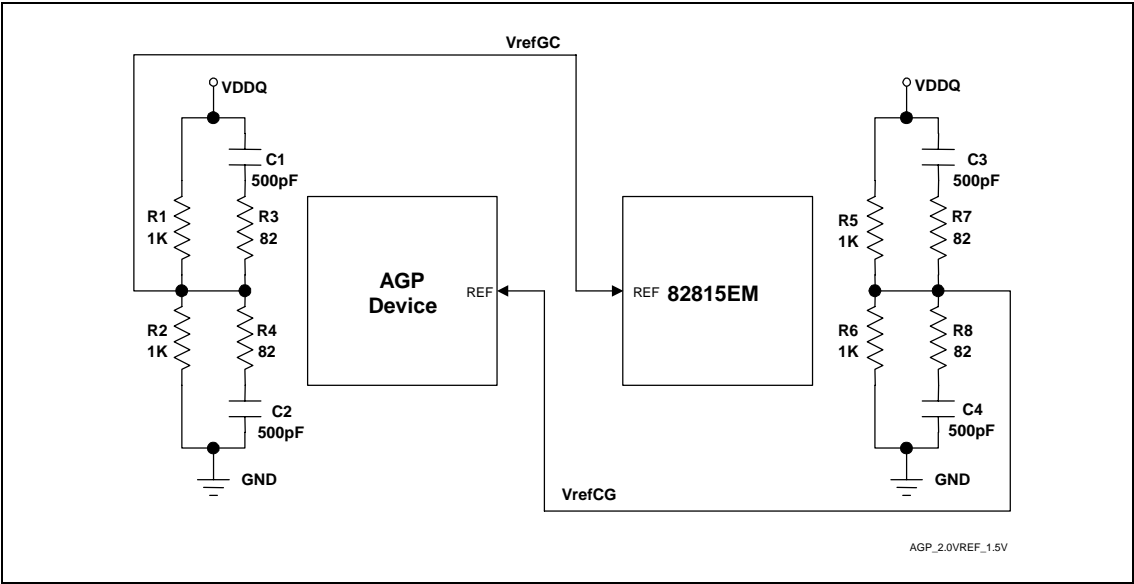 VrefGC
VDDQ
VDDQ
C1
500pF
C3
500pF
R1
1K
R3
82
R5
1K
R7
82
AGP
Device
REF
REF
82815EM
R2
1K
R4
82
R6
1K
R8
82
C2
500pF
C4
500pF
GND
GND
VrefCG
AGP_2.0VREF_1.5V